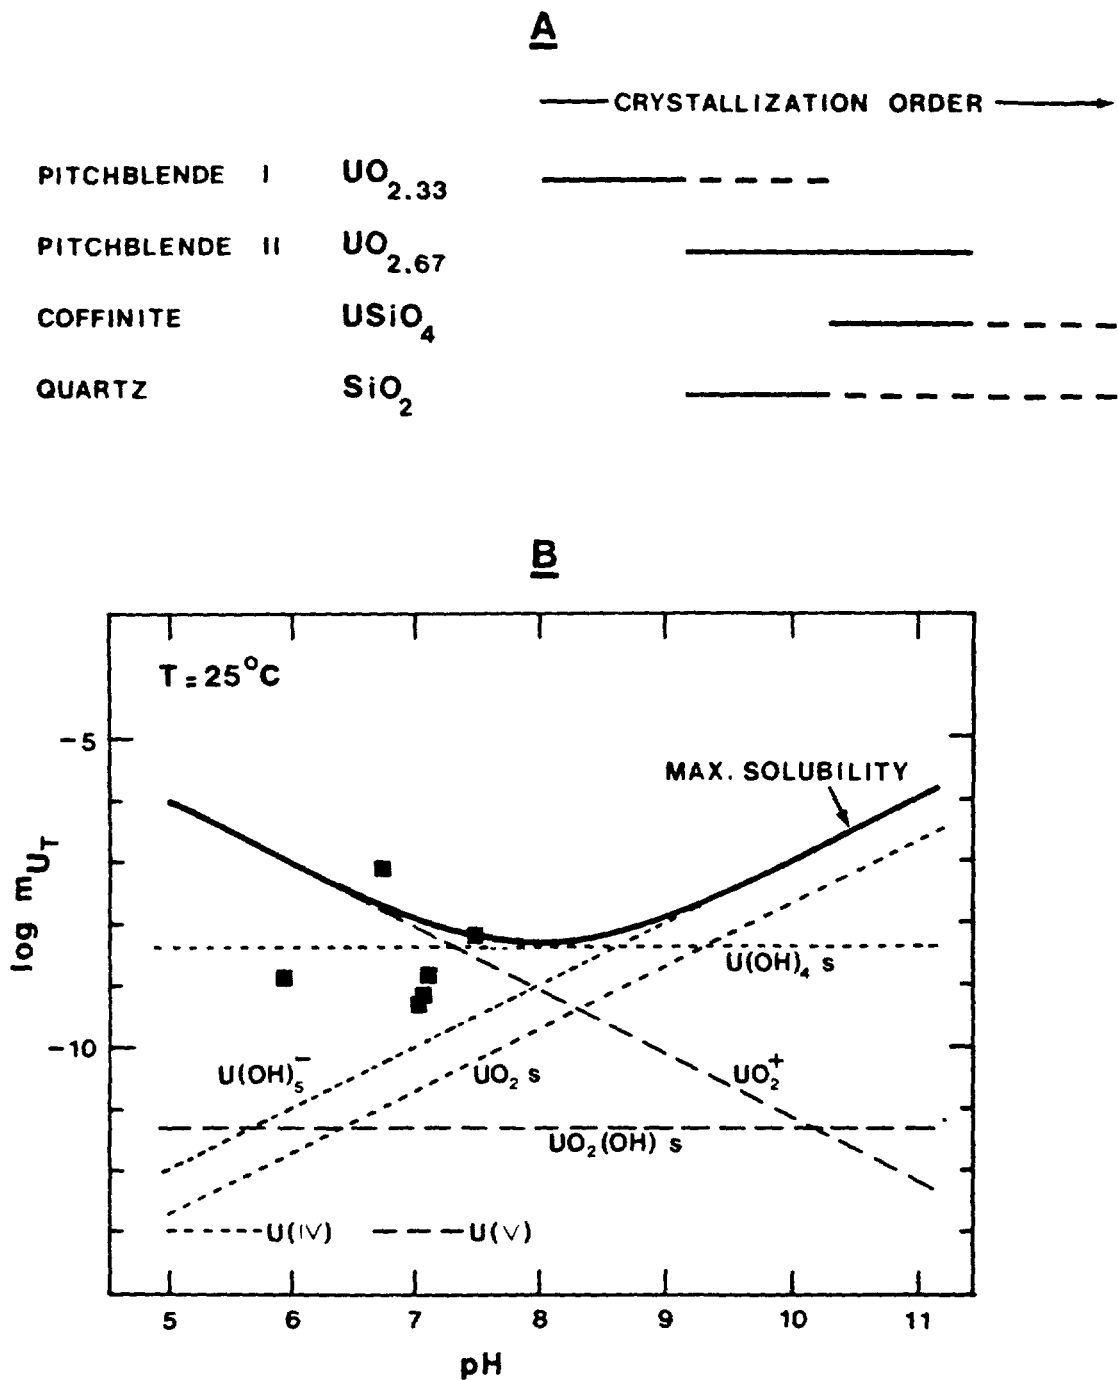 A
CRYSTALLIZATION ORDER
PITCHBLENDE I UO2.33
PITCHBLENDE II UO2.67
COFFINITE USiO4
QUARTZ SiO2
B
T = 25°C
-5
MAX. SOLUBILITY
log mUT
U(OH)4 s
-10
U(OH)5- UO2 s UO2+
UO2(OH) s
U(IV) U(V)
5 6 7 8 9 10 11
pH